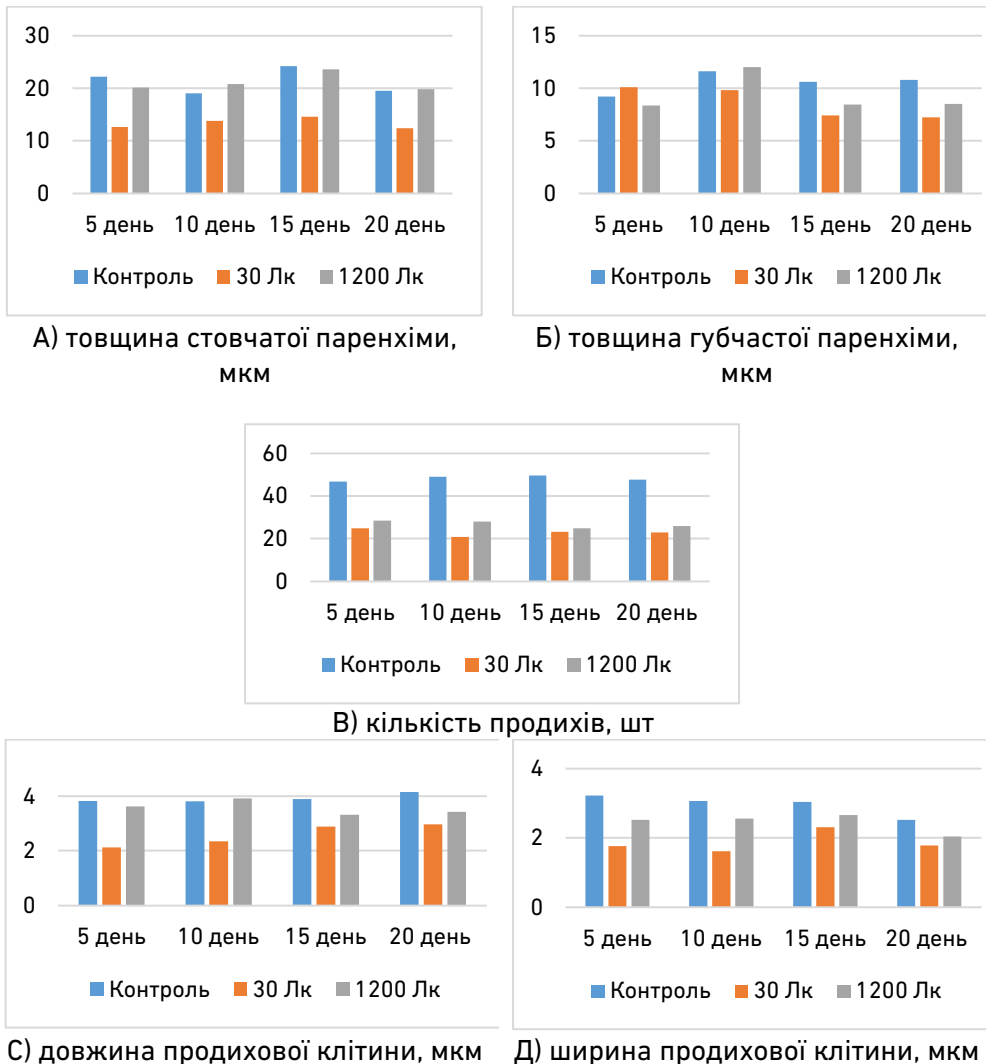 30
20
10
0
5 день 10 день 15 день 20 день
Контроль 30 Лк 1200 Лк
А) товщина стовчатої паренхіми,
мкм
15
10
5
0
5 день 10 день 15 день 20 день
Контроль 30 Лк 1200 Лк
Б) товщина губчастої паренхіми,
мкм
60
40
20
0
5 день 10 день 15 день 20 день
Контроль 30 Лк 1200 Лк
В) кількість продихів, шт
4
2
0
5 день 10 день 15 день 20 день
Контроль 30 Лк 1200 Лк
С) довжина продихової клітини, мкм
4
2
0
5 день 10 день 15 день 20 день
Контроль 30 Лк 1200 Лк
Д) ширина продихової клітини, мкм